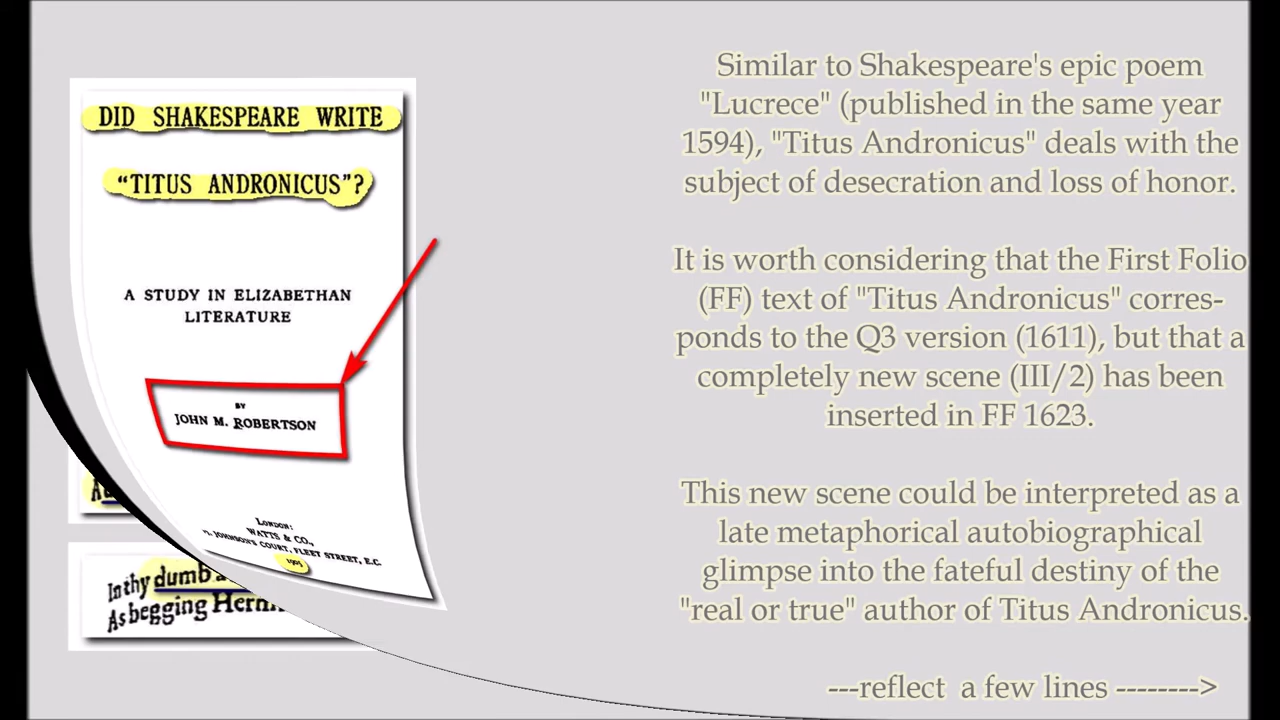 DID SHAKESPEARE WRITE
“TITUS ANDRONICUS”?
A STUDY IN ELIZABETHAN
LITERATURE
BY
JOHN M. ROBERTSON
LONDON:
WATTS & CO.,
JOHNSON'S COURT, FLEET STREET, E.C.
1905
In thy dumb
As begging
Similar to Shakespeare's epic poem
"Lucrece" (published in the same year
1594), "Titus Andronicus" deals with the
subject of desecration and loss of honor.
It is worth considering that the First Folio
(FF) text of "Titus Andronicus" corres-
ponds to the Q3 version (1611), but that a
completely new scene (III/2) has been
inserted in FF 1623.
This new scene could be interpreted as a
late metaphorical autobiographical
glimpse into the fateful destiny of the
"real or true" author of Titus Andronicus.
---reflect a few lines -------->